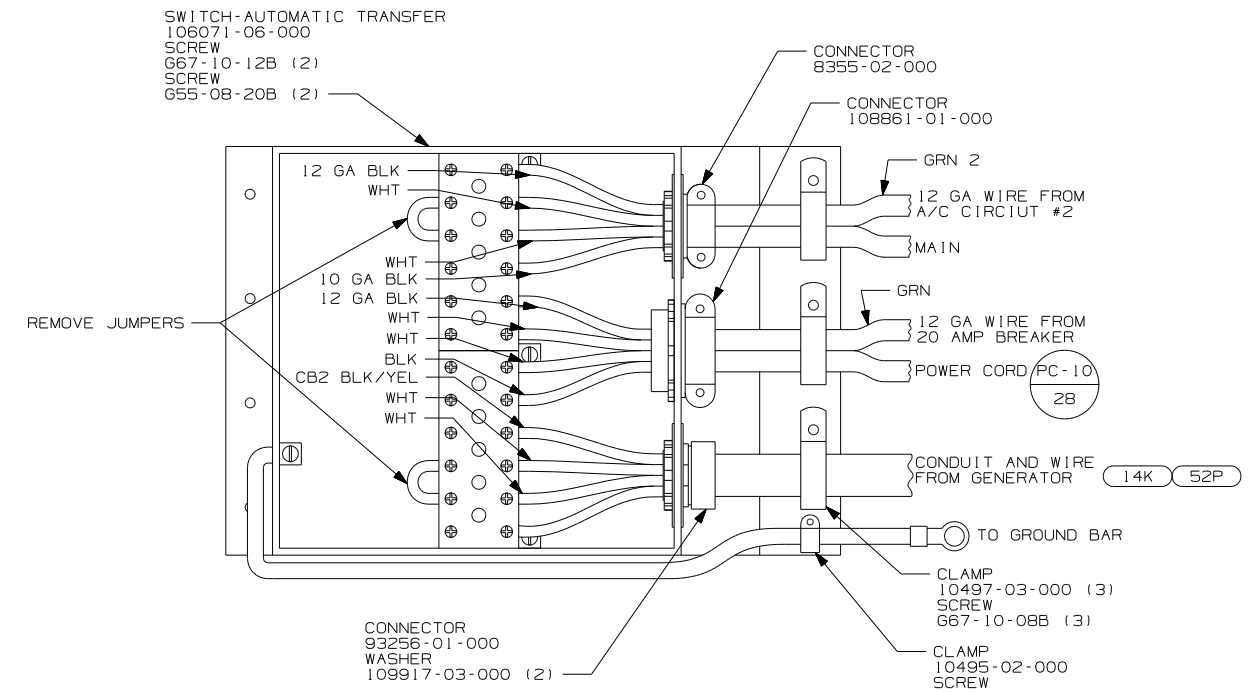 SWITCH-AUTOMATIC TRANSFER
106071-06-000
SCREW
G67-10-12B (2)
SCREW
G55-08-20B (2)
CONNECTOR
8355-02-000
CONNECTOR
108861-01-000
GRN 2
12 GA WIRE FROM
A/C CIRCIUT #2
MAIN
GRN
12 GA WIRE FROM
20 AMP BREAKER
POWER CORD
PC-10
28
CONDUIT AND WIRE
FROM GENERATOR
14K
52P
TO GROUND BAR
12 GA BLK
WHT
WHT
10 GA BLK
12 GA BLK
WHT
WHT
BLK
CB2 BLK/YEL
WHT
WHT
REMOVE JUMPERS
CLAMP
10497-03-000 (3)
SCREW
G67-10-08B (3)
CONNECTOR
93256-01-000
WASHER
109917-03-000 (2)
CLAMP
10495-02-000
SCREW